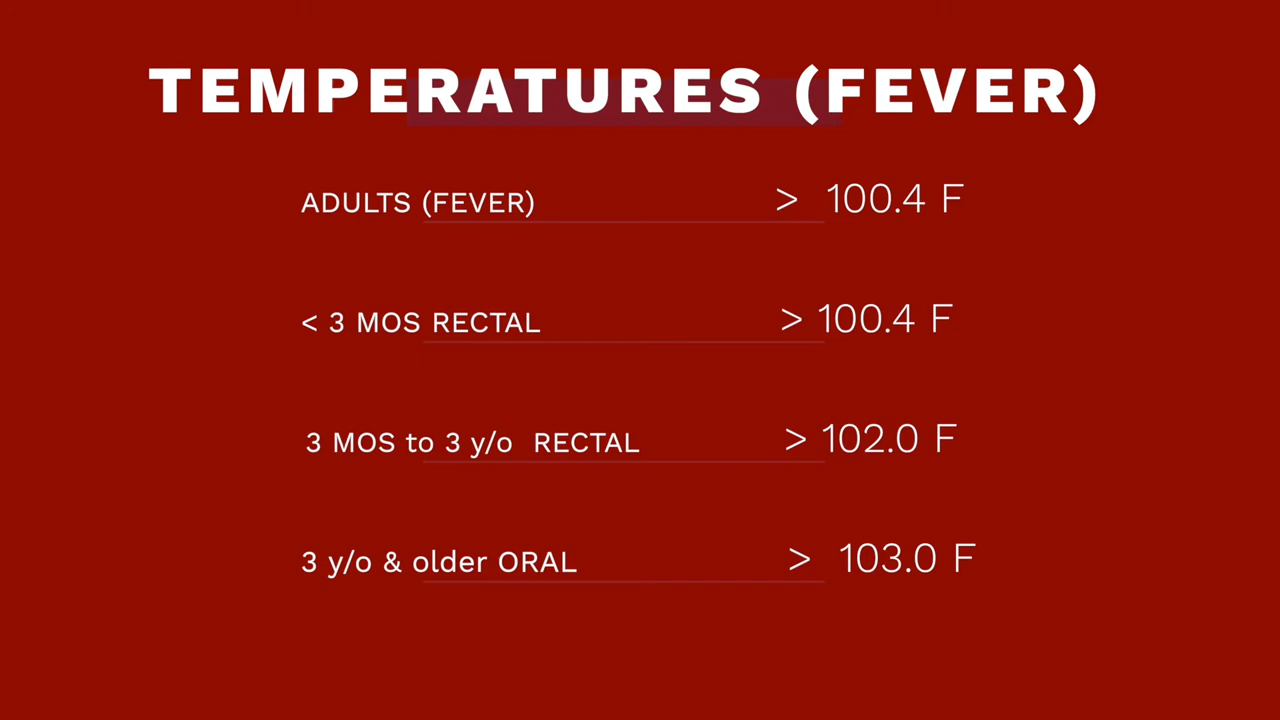 TEMPERATURES (FEVER)
ADULTS (FEVER) > 100.4 F
< 3 MOS RECTAL > 100.4 F
3 MOS to 3 y/o RECTAL > 102.0 F
3 y/o & older ORAL > 103.0 F